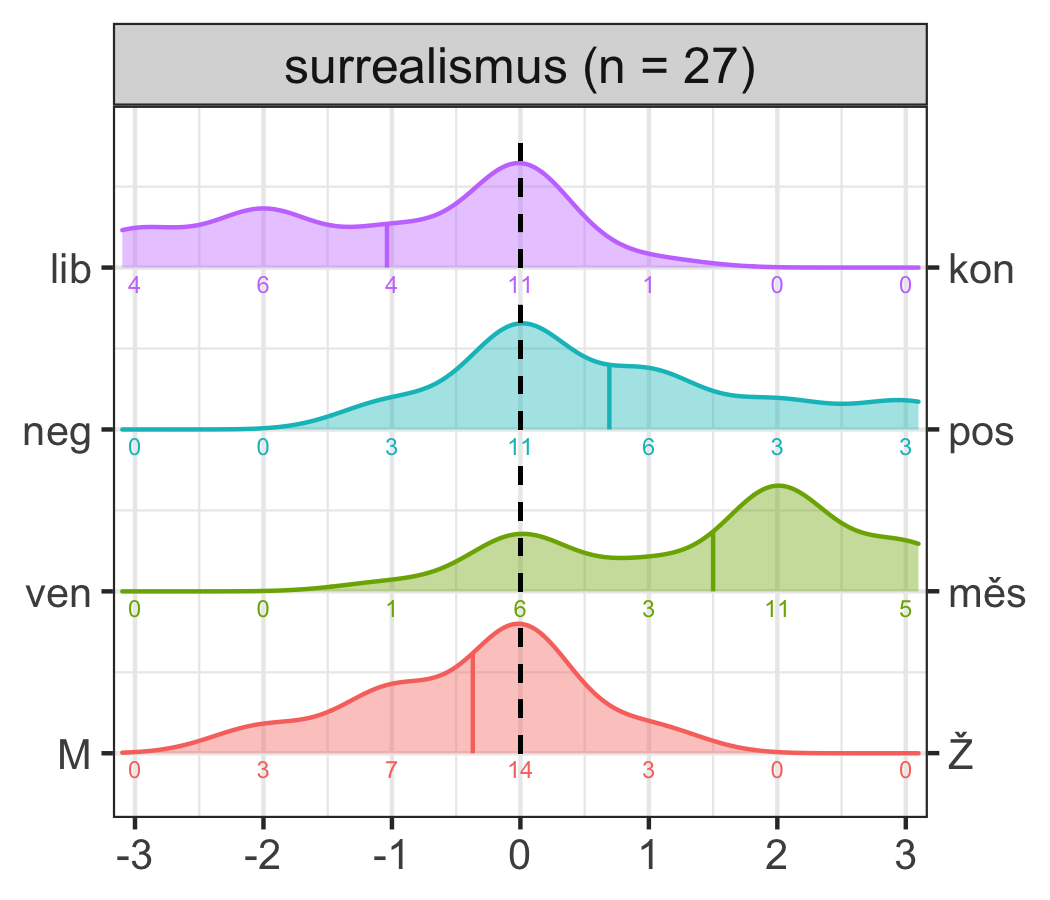 surrealismus (n = 27)
lib kon
4 6 4 11 1 0 0
neg pos
0 0 3 11 6 3 3
ven měs
0 0 1 6 3 11 5
M Ž
0 3 7 14 3 0 0
-3 -2 -1 0 1 2 3